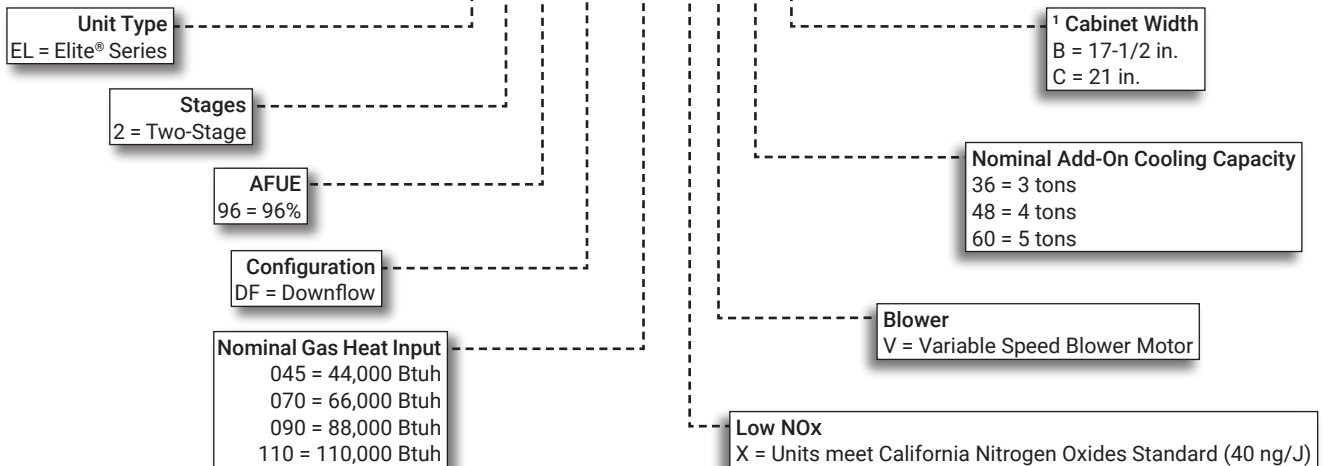 Unit Type
EL = Elite® Series
Stages
2 = Two-Stage
AFUE
96 = 96%
Configuration
DF = Downflow
Nominal Gas Heat Input
045 = 44,000 Btuh
070 = 66,000 Btuh
090 = 88,000 Btuh
110 = 110,000 Btuh
¹ Cabinet Width
B = 17-1/2 in.
C = 21 in.
Nominal Add-On Cooling Capacity
36 = 3 tons
48 = 4 tons
60 = 5 tons
Blower
V = Variable Speed Blower Motor
Low NOx
X = Units meet California Nitrogen Oxides Standard (40 ng/J)